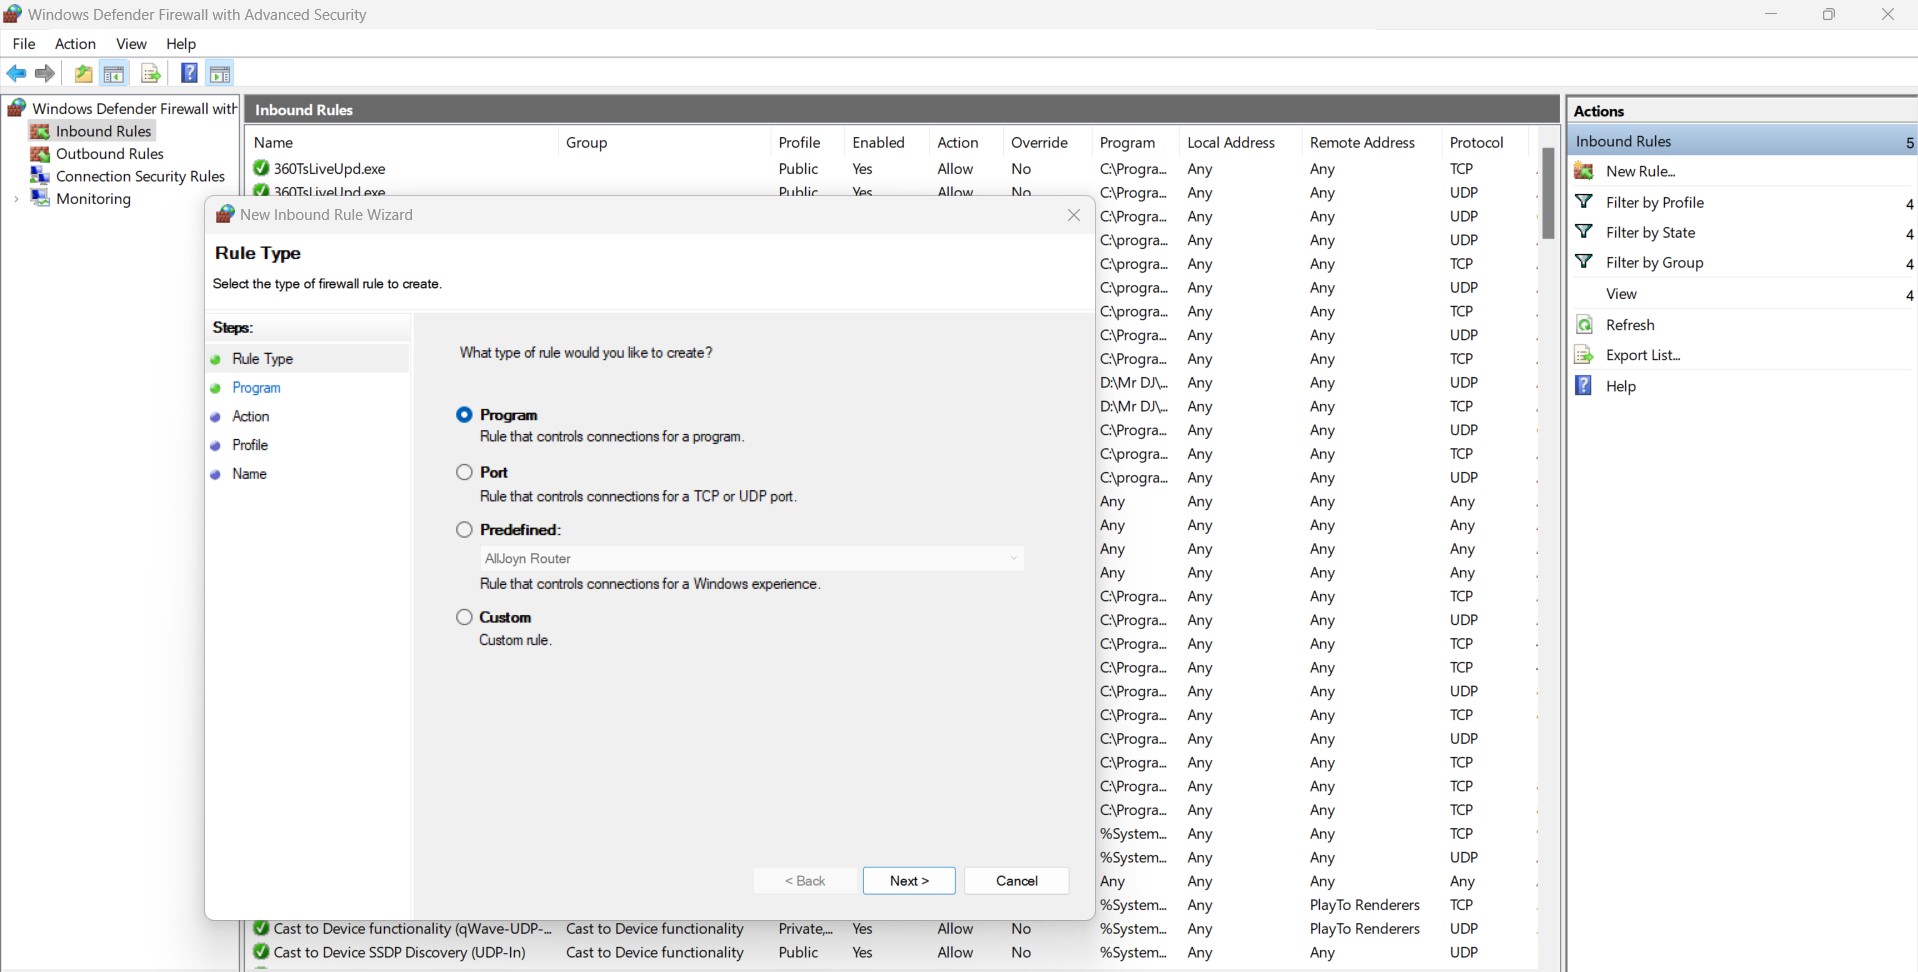 Windows Defender Firewall with Advanced Security
File Action View Help
Windows Defender Firewall with
Inbound Rules
Outbound Rules
Connection Security Rules
Monitoring
Inbound Rules
Name Group Profile Enabled Action Override Program Local Address Remote Address Protocol
360TsLiveUpd.exe Public Yes Allow No C:\Progra... Any Any TCP
360TsLiveUpd.exe Public Yes Allow No C:\Progra... Any Any UDP
C:\Progra... Any Any UDP
C:\progra... Any Any UDP
C:\progra... Any Any TCP
C:\progra... Any Any UDP
C:\progra... Any Any TCP
C:\Progra... Any Any UDP
C:\Progra... Any Any TCP
D:\Mr DJ\... Any Any UDP
D:\Mr DJ\... Any Any TCP
C:\Progra... Any Any UDP
C:\progra... Any Any TCP
C:\progra... Any Any UDP
Any Any Any Any
Any Any Any Any
Any Any Any Any
Any Any Any Any
C:\Progra... Any Any TCP
C:\Progra... Any Any UDP
C:\Progra... Any Any TCP
C:\Progra... Any Any TCP
C:\Progra... Any Any UDP
C:\Progra... Any Any TCP
C:\Progra... Any Any UDP
C:\Progra... Any Any TCP
C:\Progra... Any Any TCP
C:\Progra... Any Any TCP
%System... Any Any TCP
%System... Any Any UDP
Any Any Any Any
%System... Any PlayTo Renderers TCP
Cast to Device functionality (qWave-UDP-... Cast to Device functionality Private,... Yes Allow No %System... Any PlayTo Renderers UDP
Cast to Device SSDP Discovery (UDP-In) Cast to Device functionality Public Yes Allow No %System... Any Any UDP
New Inbound Rule Wizard
Rule Type
Select the type of firewall rule to create.
Steps:
Rule Type
Program
Action
Profile
Name
What type of rule would you like to create?
Program
Rule that controls connections for a program.
Port
Rule that controls connections for a TCP or UDP port.
Predefined:
AllJoyn Router
Rule that controls connections for a Windows experience.
Custom
Custom rule.
< Back Next > Cancel
Actions
Inbound Rules 5
New Rule...
Filter by Profile 4
Filter by State 4
Filter by Group 4
View 4
Refresh
Export List...
Help